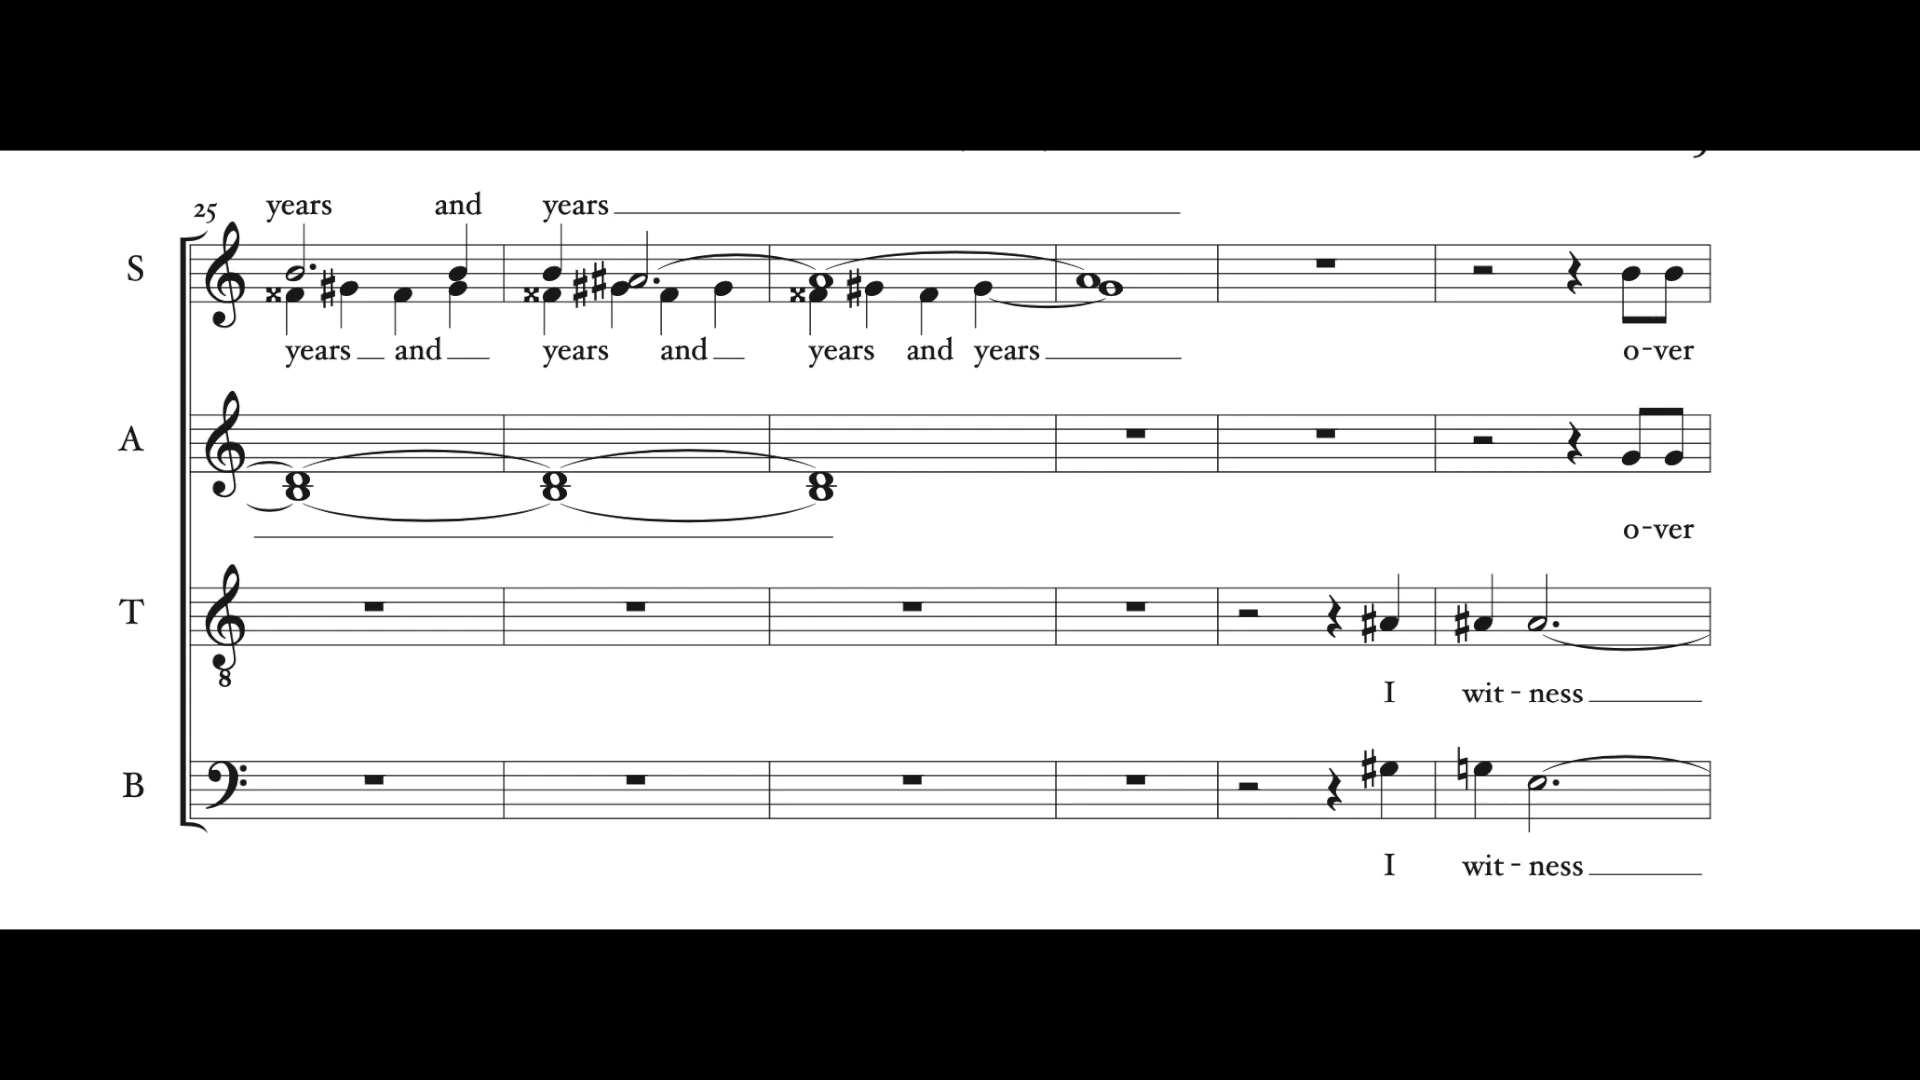 25 years and years
S
years and years and years and years o-ver
A
o-ver
T
8
I wit - ness
B
I wit - ness